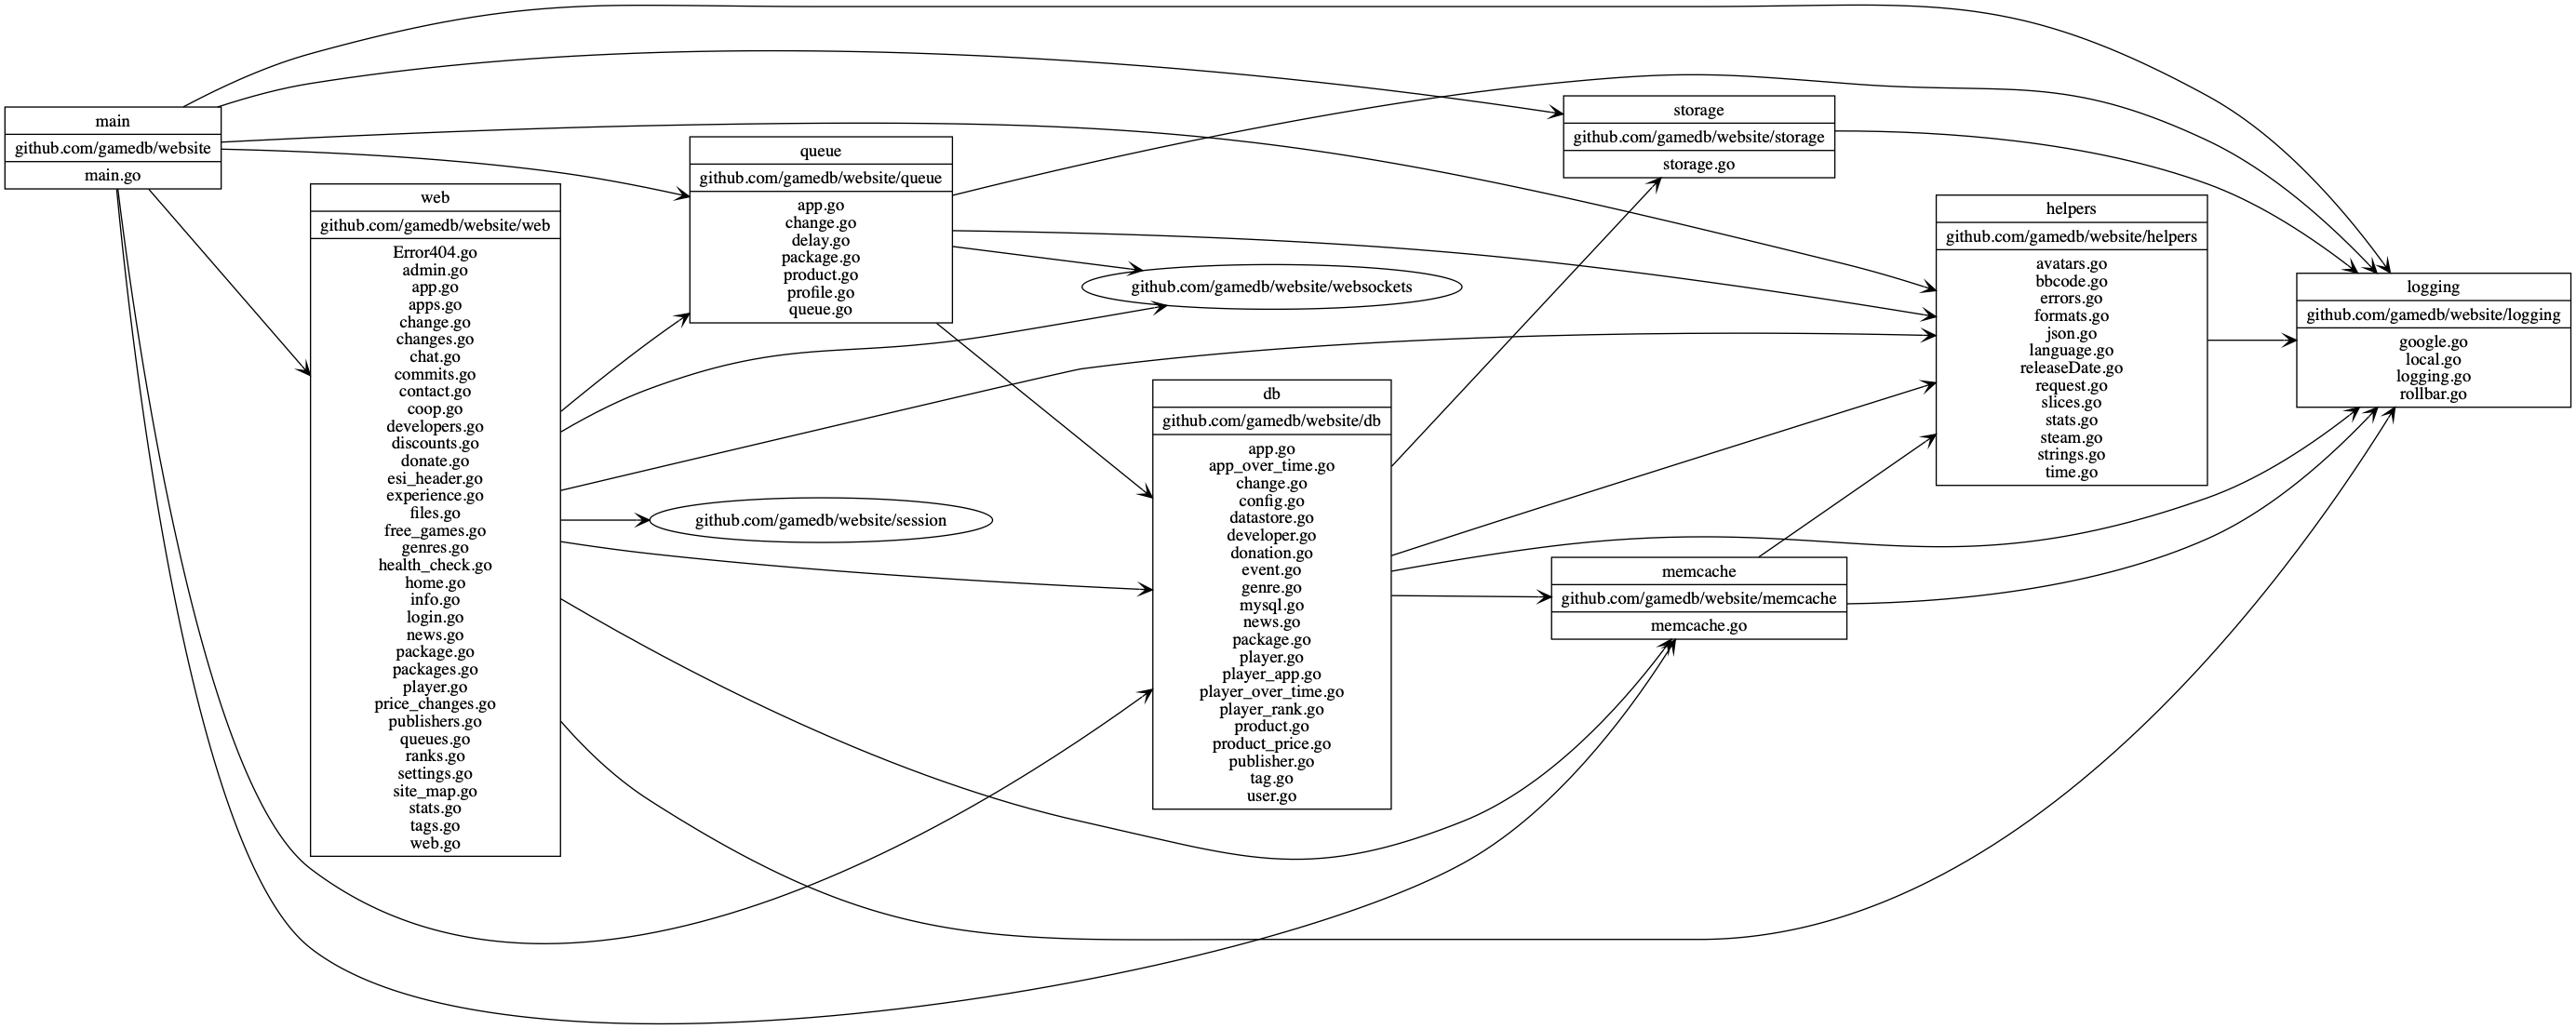 main
github.com/gamedb/website
main.go
web
github.com/gamedb/website/web
Error404.go
admin.go
app.go
apps.go
change.go
changes.go
chat.go
commits.go
contact.go
coop.go
developers.go
discounts.go
donate.go
esi_header.go
experience.go
files.go
free_games.go
genres.go
health_check.go
home.go
info.go
login.go
news.go
package.go
packages.go
player.go
price_changes.go
publishers.go
queues.go
ranks.go
settings.go
site_map.go
stats.go
tags.go
web.go
queue
github.com/gamedb/website/queue
app.go
change.go
delay.go
package.go
product.go
profile.go
queue.go
github.com/gamedb/website/session
github.com/gamedb/website/websockets
db
github.com/gamedb/website/db
app.go
app_over_time.go
change.go
config.go
datastore.go
developer.go
donation.go
event.go
genre.go
mysql.go
news.go
package.go
player.go
player_app.go
player_over_time.go
player_rank.go
product.go
product_price.go
publisher.go
tag.go
user.go
storage
github.com/gamedb/website/storage
storage.go
memcache
github.com/gamedb/website/memcache
memcache.go
helpers
github.com/gamedb/website/helpers
avatars.go
bbcode.go
errors.go
formats.go
json.go
language.go
releaseDate.go
request.go
slices.go
stats.go
steam.go
strings.go
time.go
logging
github.com/gamedb/website/logging
google.go
local.go
logging.go
rollbar.go